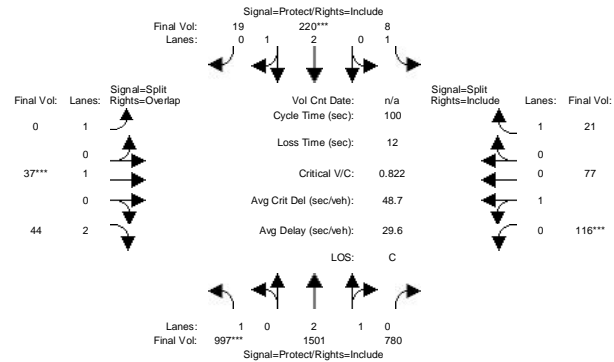 Signal=Protect/Rights=Include
Final Vol: 19 220*** 8
Lanes: 0 1 2 0 1
Signal=Split
Final Vol: Lanes: Rights=Overlap
Vol Cnt Date: n/a
Signal=Split
Rights=Include Lanes: Final Vol:
Cycle Time (sec): 100
0 1 1 21
Loss Time (sec): 12
0 0
37*** 1 Critical V/C: 0.822 0 77
0 Avg Crit Del (sec/veh): 48.7 1
44 2 Avg Delay (sec/veh): 29.6 0 116***
LOS: C
Lanes: 1 0 2 1 0
Final Vol: 997*** 1501 780
Signal=Protect/Rights=Include